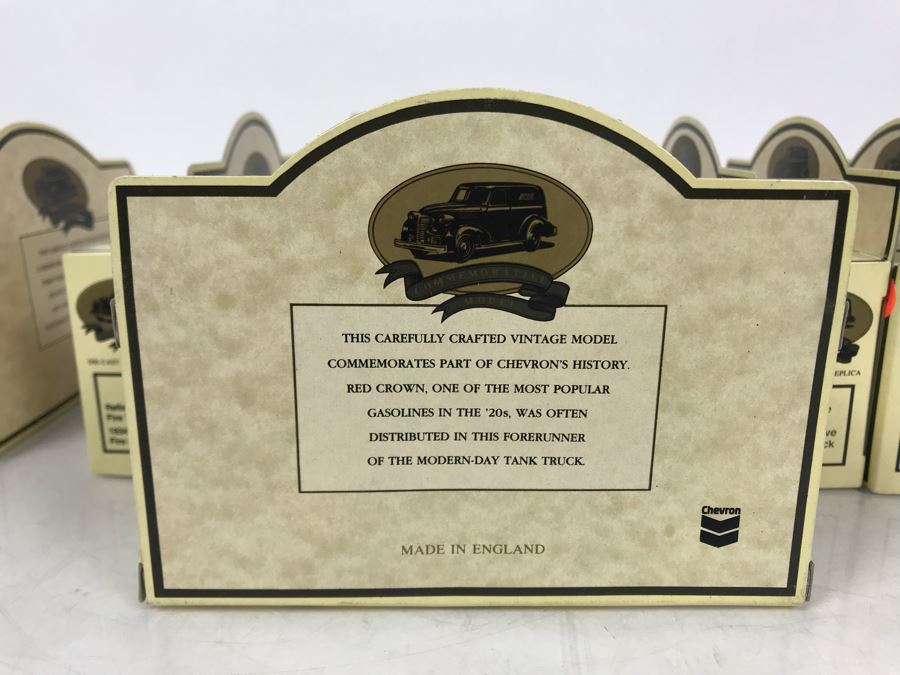 COMMEMORATIVE
MODEL
THIS CAREFULLY CRAFTED VINTAGE MODEL
COMMEMORATES PART OF CHEVRON'S HISTORY.
RED CROWN, ONE OF THE MOST POPULAR
GASOLINES IN THE '20s, WAS OFTEN
DISTRIBUTED IN THIS FORERUNNER
OF THE MODERN-DAY TANK TRUCK.
MADE IN ENGLAND
Chevron